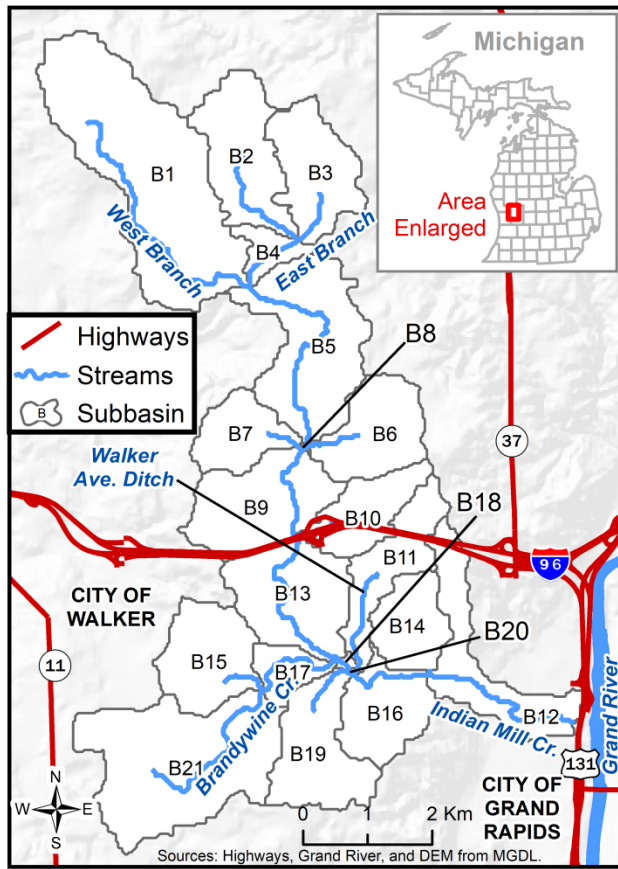 Michigan
Area
Enlarged
B1
B2
B3
B4
West Branch
East Branch
Highways
Streams
B
Subbasin
B5
B8
37
B7
B6
Walker
Ave. Ditch
B9
B10
B18
B11
96
CITY OF
WALKER
B13
B14
B20
11
B15
B17
Brandywine Cr.
B16
Indian Mill Cr.
B12
Grand River
B21
B19
131
N
W E
S
CITY OF
GRAND
RAPIDS
0 1 2 Km
Sources: Highways, Grand River, and DEM from MGDL.